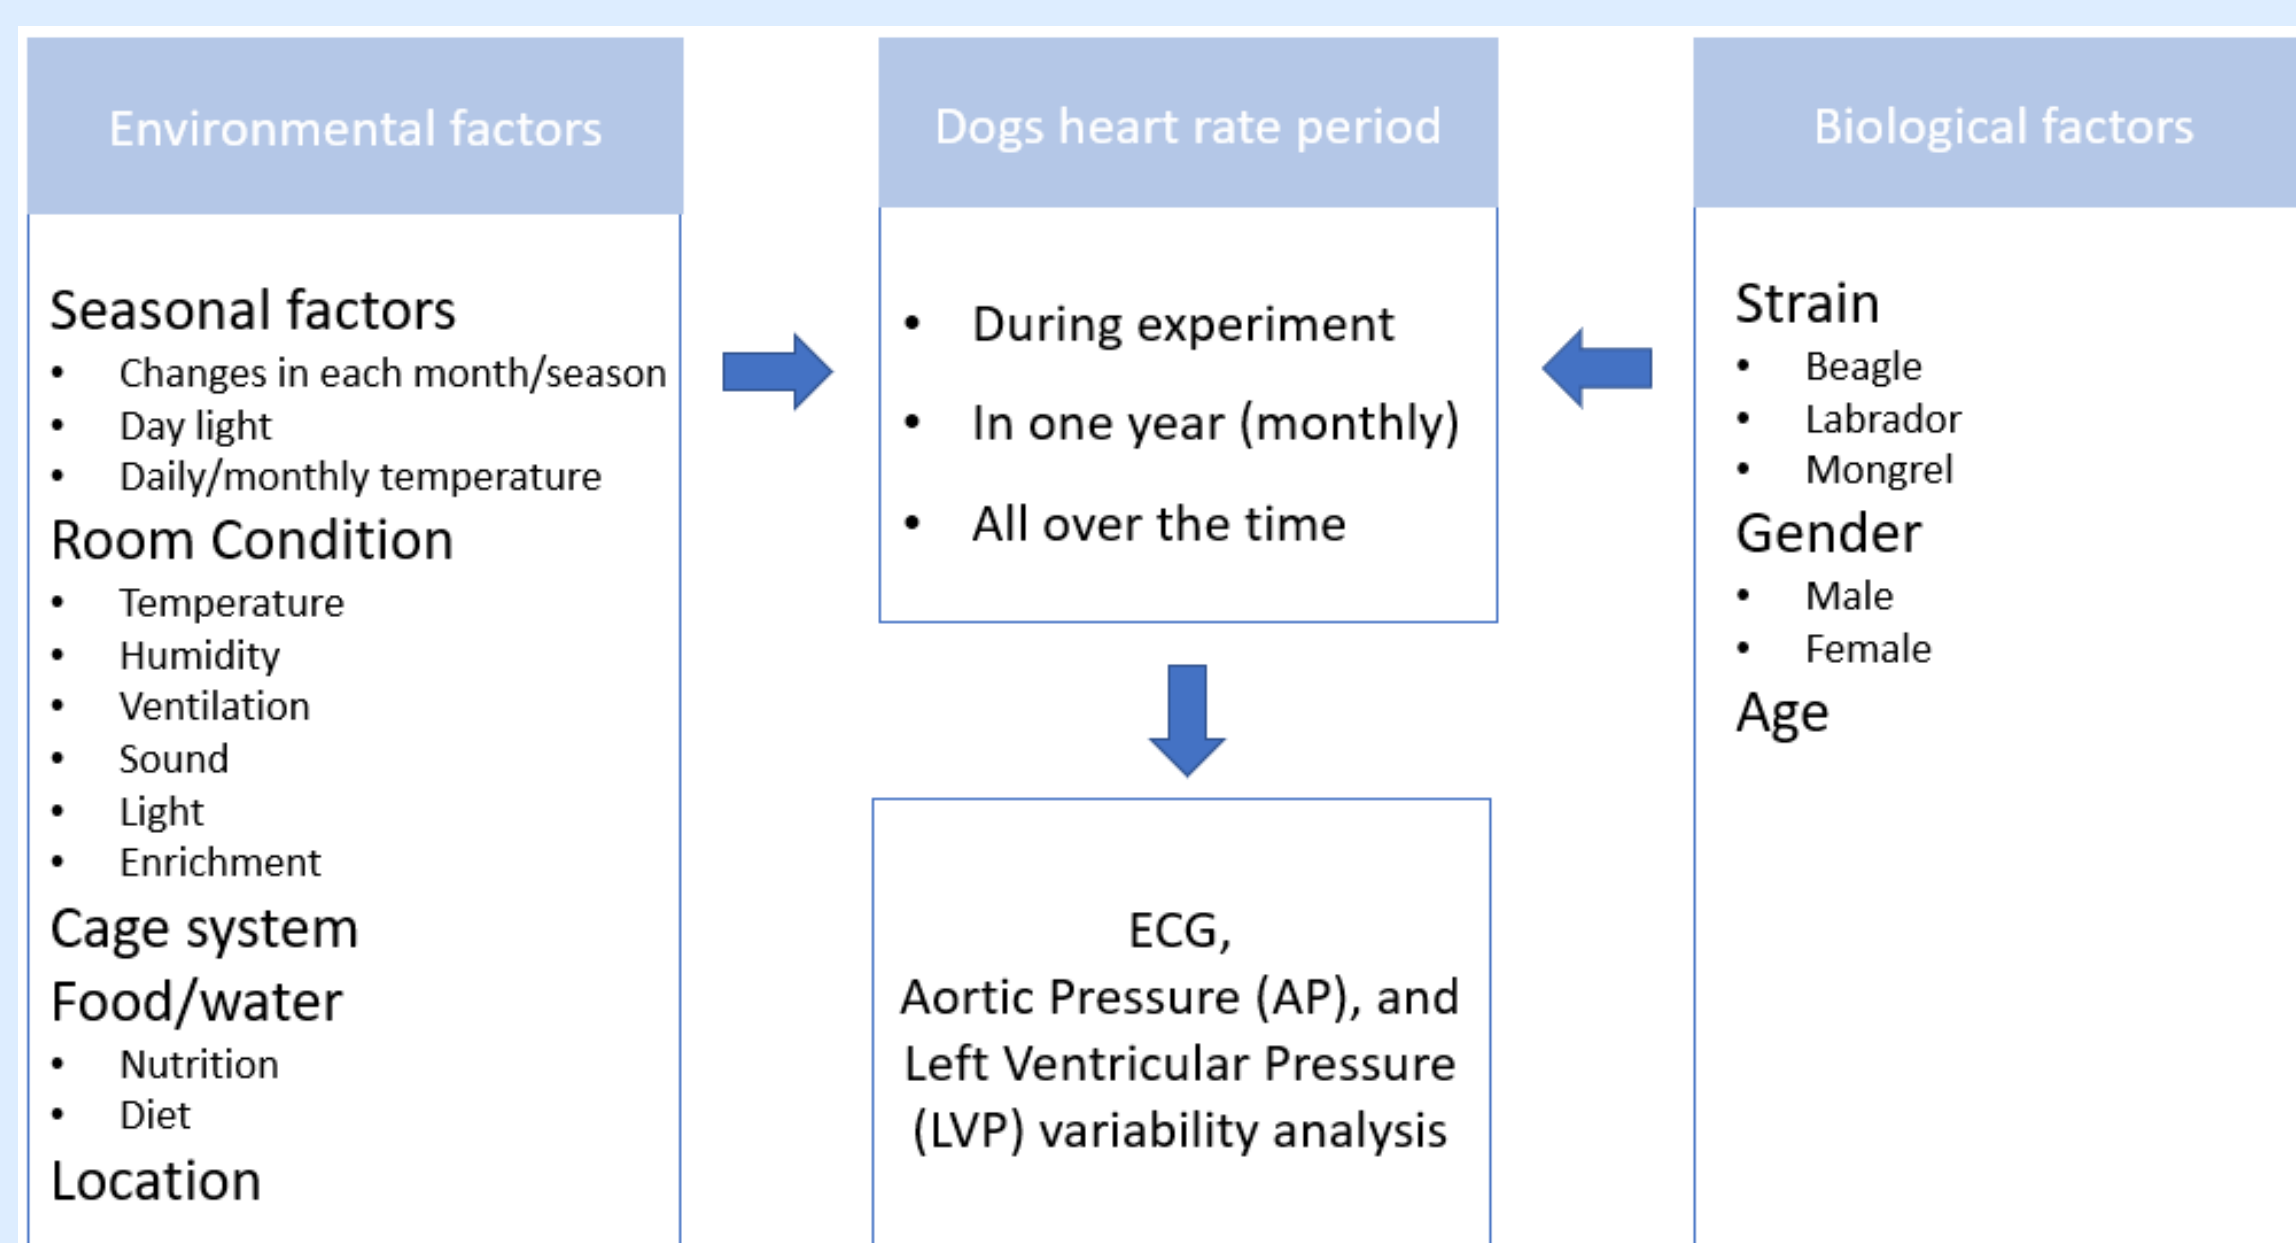 Environmental factors
Seasonal factors
• Changes in each month/season
• Day light
• Daily/monthly temperature
Room Condition
• Temperature
• Humidity
• Ventilation
• Sound
• Light
• Enrichment
Cage system
Food/water
• Nutrition
• Diet
Location
Dogs heart rate period
• During experiment
• In one year (monthly)
• All over the time
ECG,
Aortic Pressure (AP), and
Left Ventricular Pressure
(LVP) variability analysis
Biological factors
Strain
• Beagle
• Labrador
• Mongrel
Gender
• Male
• Female
Age